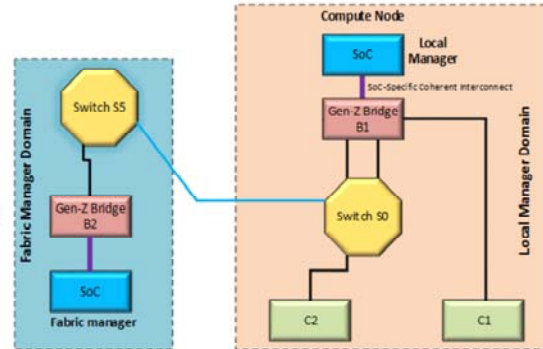 Compute Node
SoC
Local
Manager
SoC-Specific Coherent Interconnect
Gen-Z Bridge
B1
Switch S0
C2
C1
Local Manager Domain
Fabric Manager Domain
Switch S5
Gen-Z Bridge
B2
SoC
Fabric manager